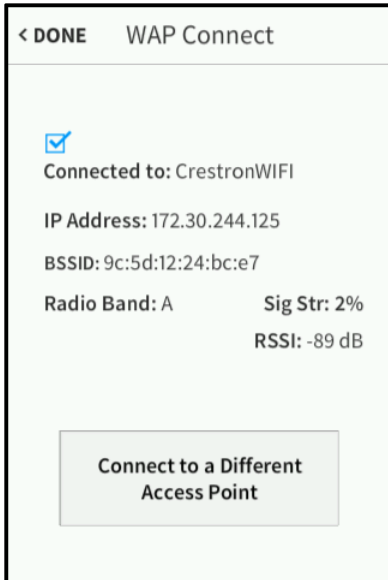 < DONE WAP Connect
Connected to: CrestronWIFI
IP Address: 172.30.244.125
BSSID: 9c:5d:12:24:bc:e7
Radio Band: A Sig Str: 2%
RSSI: -89 dB
Connect to a Different
Access Point